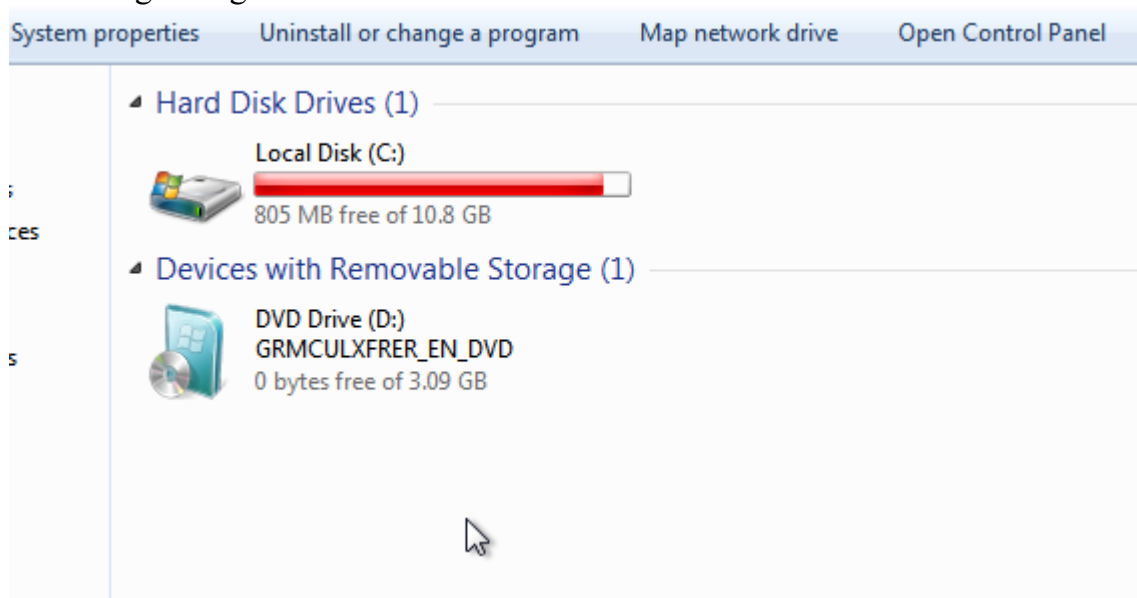 System properties Uninstall or change a program Map network drive Open Control Panel
Hard Disk Drives (1)
Local Disk (C:)
805 MB free of 10.8 GB
ces
Devices with Removable Storage (1)
DVD Drive (D:)
GRMCULXFRER_EN_DVD
0 bytes free of 3.09 GB
s